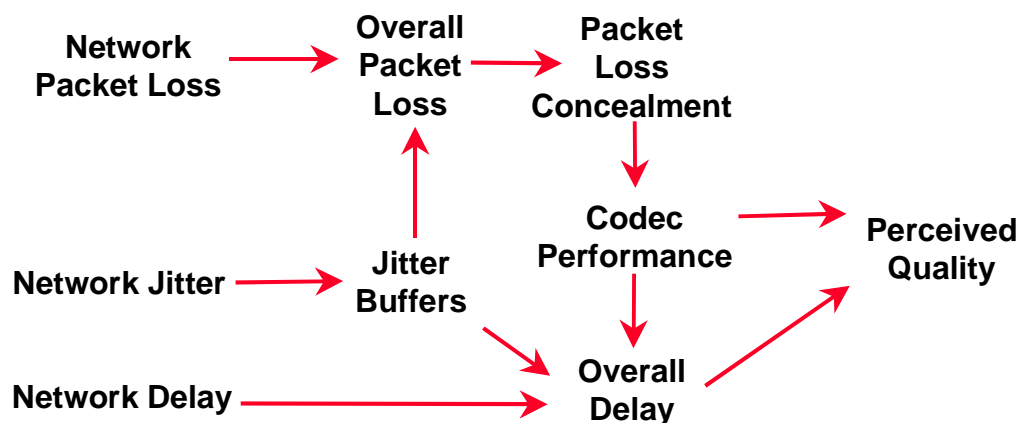 Network
Packet Loss
Overall
Packet
Loss
Packet
Loss
Concealment
Codec
Performance
Perceived
Quality
Network Jitter
Jitter
Buffers
Network Delay
Overall
Delay